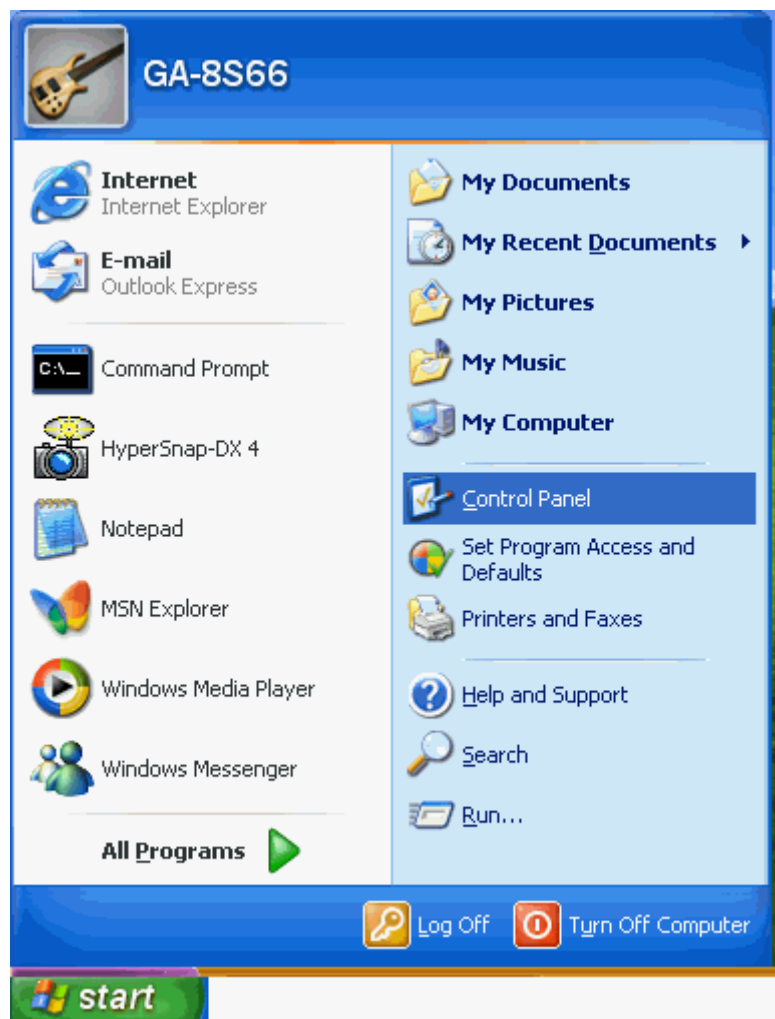 GA-8S66
Internet
Internet Explorer
E-mail
Outlook Express
C:\_
Command Prompt
HyperSnap-DX 4
Notepad
MSN Explorer
Windows Media Player
Windows Messenger
All Programs
My Documents
My Recent Documents
My Pictures
My Music
My Computer
Control Panel
Set Program Access and
Defaults
Printers and Faxes
Help and Support
Search
Run...
Log Off
Turn Off Computer
start